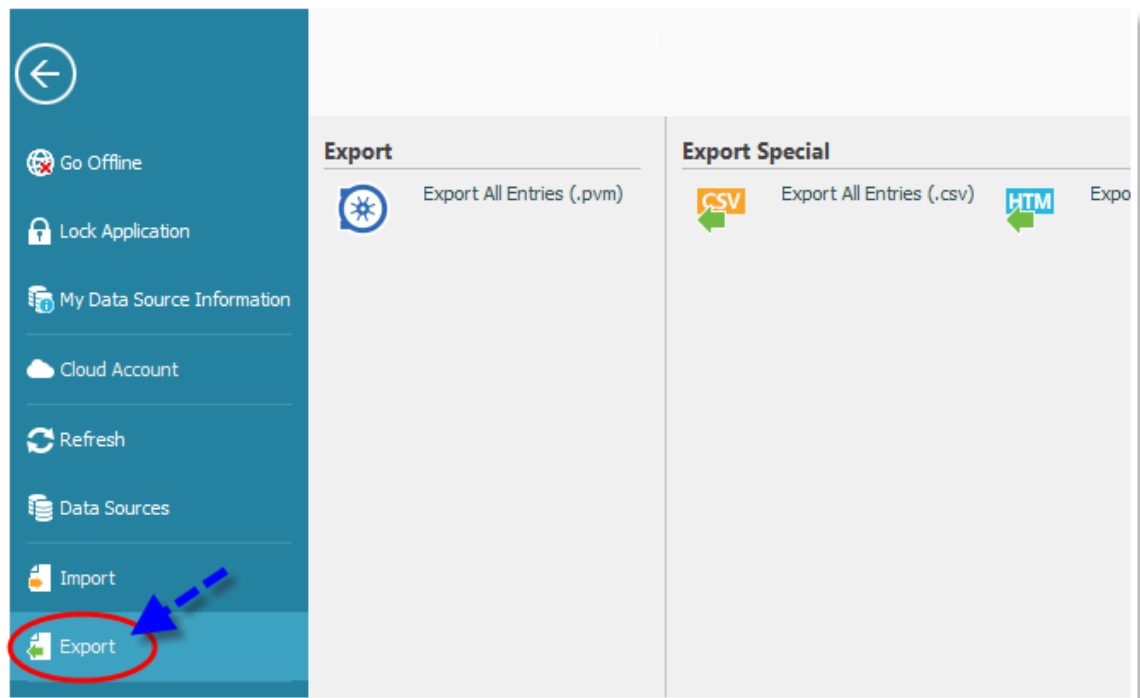 Go Offline
Lock Application
My Data Source Information
Cloud Account
Refresh
Data Sources
Import
Export
Export
Export All Entries (.pvm)
Export Special
CSV
Export All Entries (.csv)
HTM
Expo